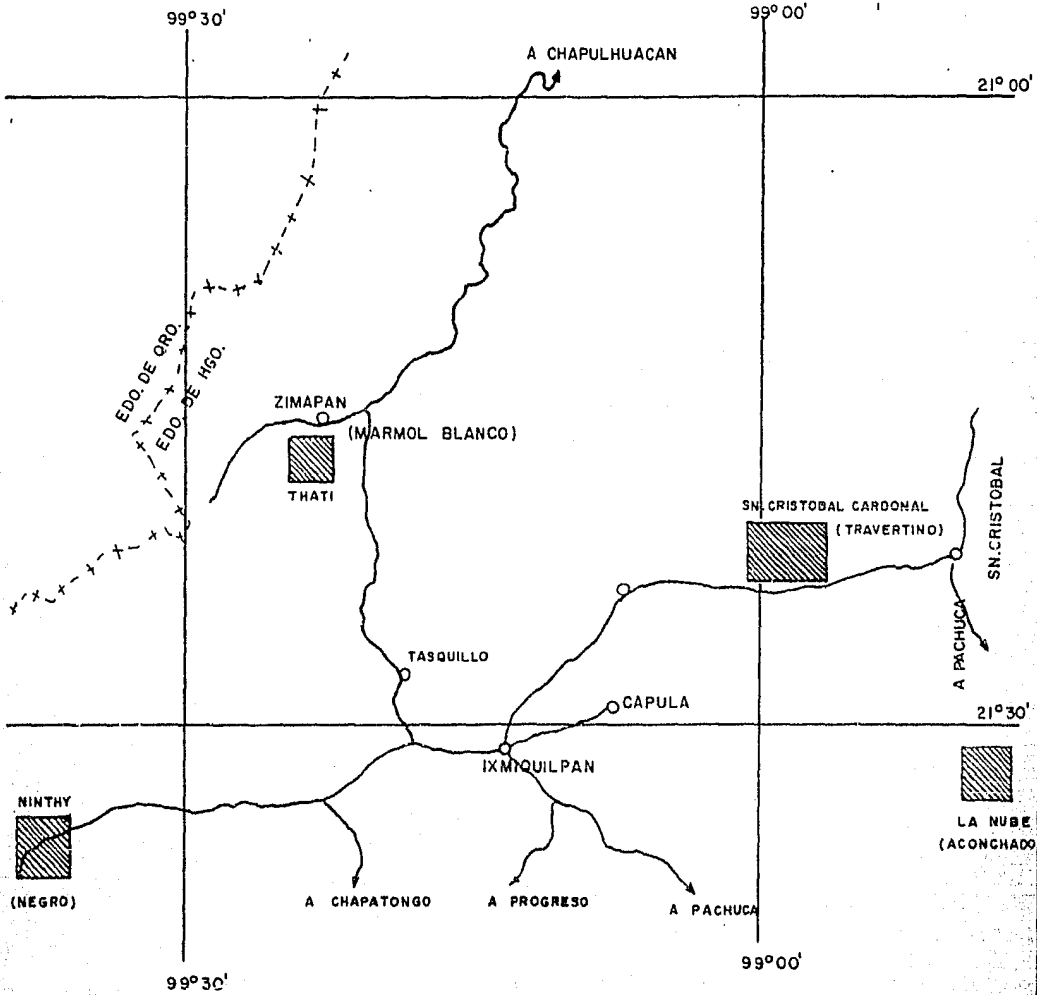 99°30'
99°00'
A CHAPULHUACAN
21° 00'
EDO. DE QRO.
EDO. DE HGO.
ZIMAPAN
(MARMOL BLANCO)
THATI
SN. CRISTOBAL CARDONAL
(TRAVERTINO)
SN. CRISTOBAL
A PACHUCA
TASQUILLO
CAPULA
21°30'
IXMIQUILPAN
NINTHY
(NEGRO)
LA NUBE
(ACONCHADO
A CHAPATONGO
A PROGRESO
A PACHUCA
99°30'
99°00'